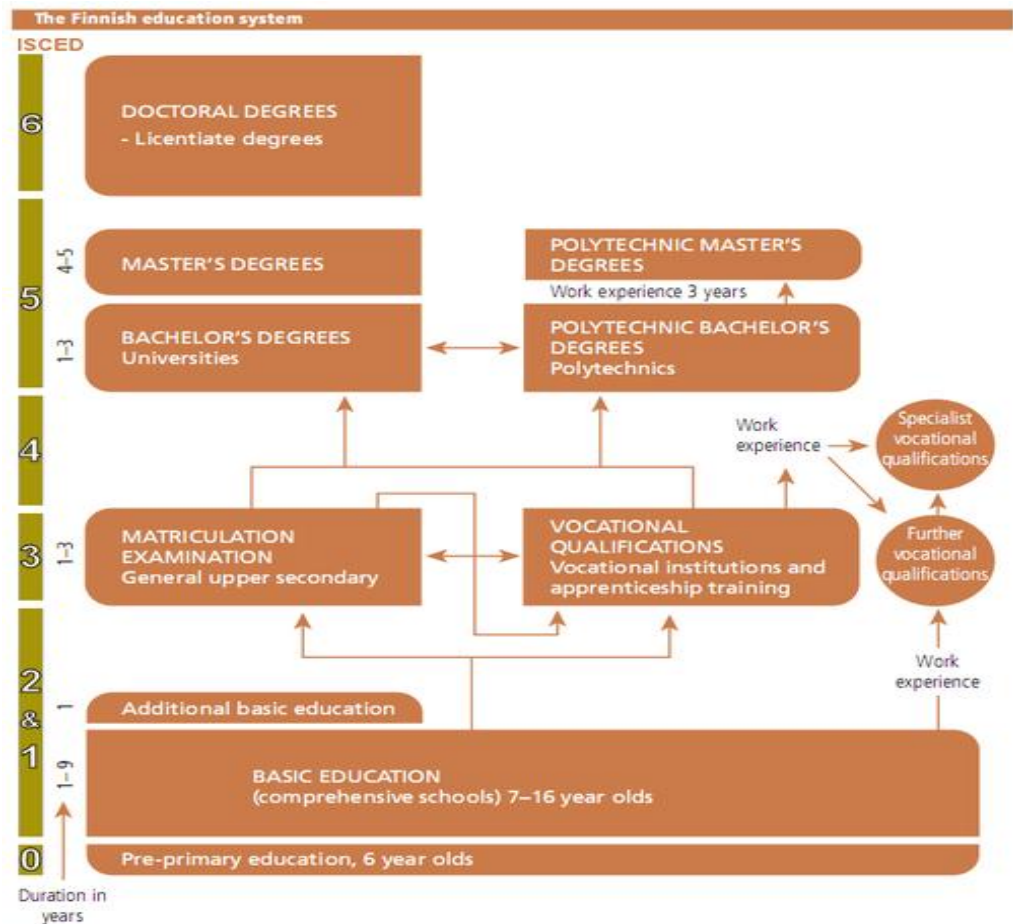 The Finnish education system
ISCED
6
DOCTORAL DEGREES
- Licentiate degrees
5
4–5
MASTER'S DEGREES
POLYTECHNIC MASTER'S
DEGREES
Work experience 3 years
1–3
BACHELOR'S DEGREES
Universities
POLYTECHNIC BACHELOR'S
DEGREES
Polytechnics
4
Work
experience
Specialist
vocational
qualifications
3
1–3
MATRICULATION
EXAMINATION
General upper secondary
VOCATIONAL
QUALIFICATIONS
Vocational institutions and
apprenticeship training
Further
vocational
qualifications
Work
experience
2
&
1
1
Additional basic education
1–9
BASIC EDUCATION
(comprehensive schools) 7–16 year olds
0
Pre-primary education, 6 year olds
Duration in
years